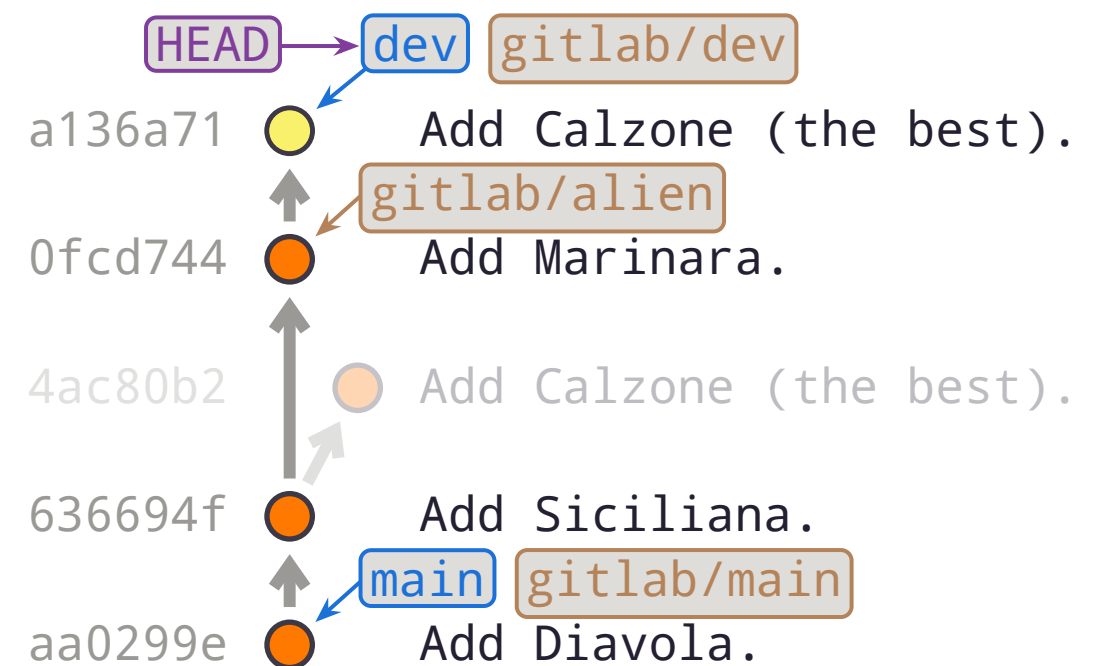 HEAD dev gitlab/dev
a136a71 Add Calzone (the best).
gitlab/alien
0fcd744 Add Marinara.
4ac80b2 Add Calzone (the best).
636694f Add Siciliana.
main gitlab/main
aa0299e Add Diavola.